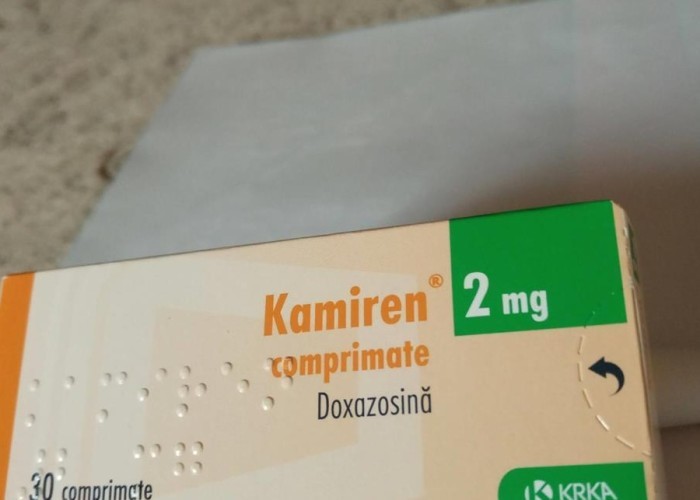 Kamiren® 2 mg
comprimate
Doxazosină
30 comprimate
KRKA